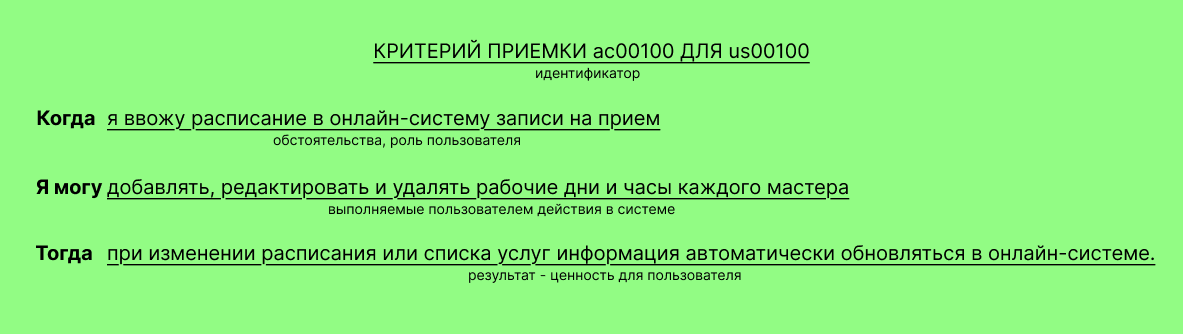 КРИТЕРИЙ ПРИЕМКИ ac00100 ДЛЯ us00100
идентификатор
Когда я ввожу расписание в онлайн-систему записи на прием
обстоятельства, роль пользователя
Я могу добавлять, редактировать и удалять рабочие дни и часы каждого мастера
выполняемые пользователем действия в системе
Тогда при изменении расписания или списка услуг информация автоматически обновляться в онлайн-системе.
результат - ценность для пользователя